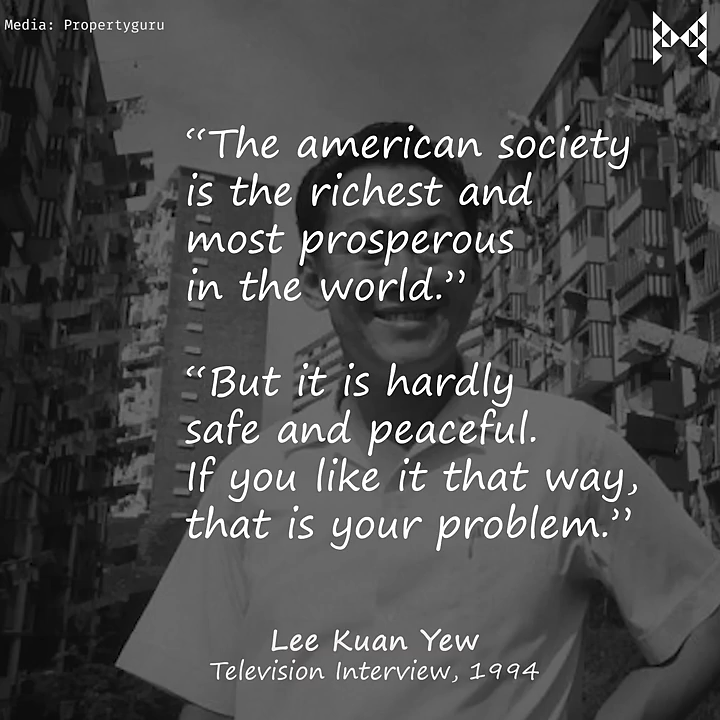 Media: Propertyguru
“The american society
is the richest and
most prosperous
in the world.”
“But it is hardly
safe and peaceful.
If you like it that way,
that is your problem.”
Lee Kuan Yew
Television Interview, 1994